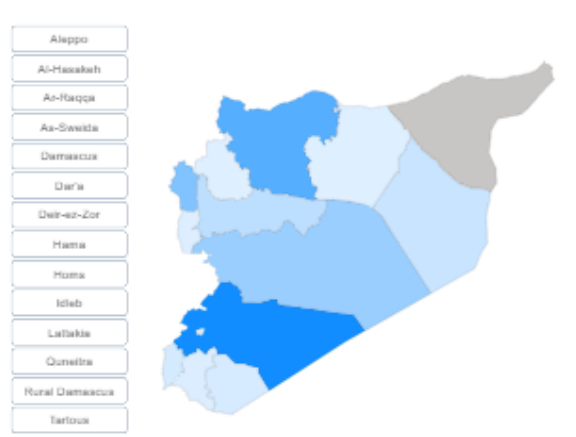 Aleppo
Al-Hasakeh
Ar-Raqqa
As-Sweida
Damascus
Dar'a
Deir-ez-Zor
Hama
Homs
Idleb
Lattakia
Quneitra
Rural Damascus
Tartous